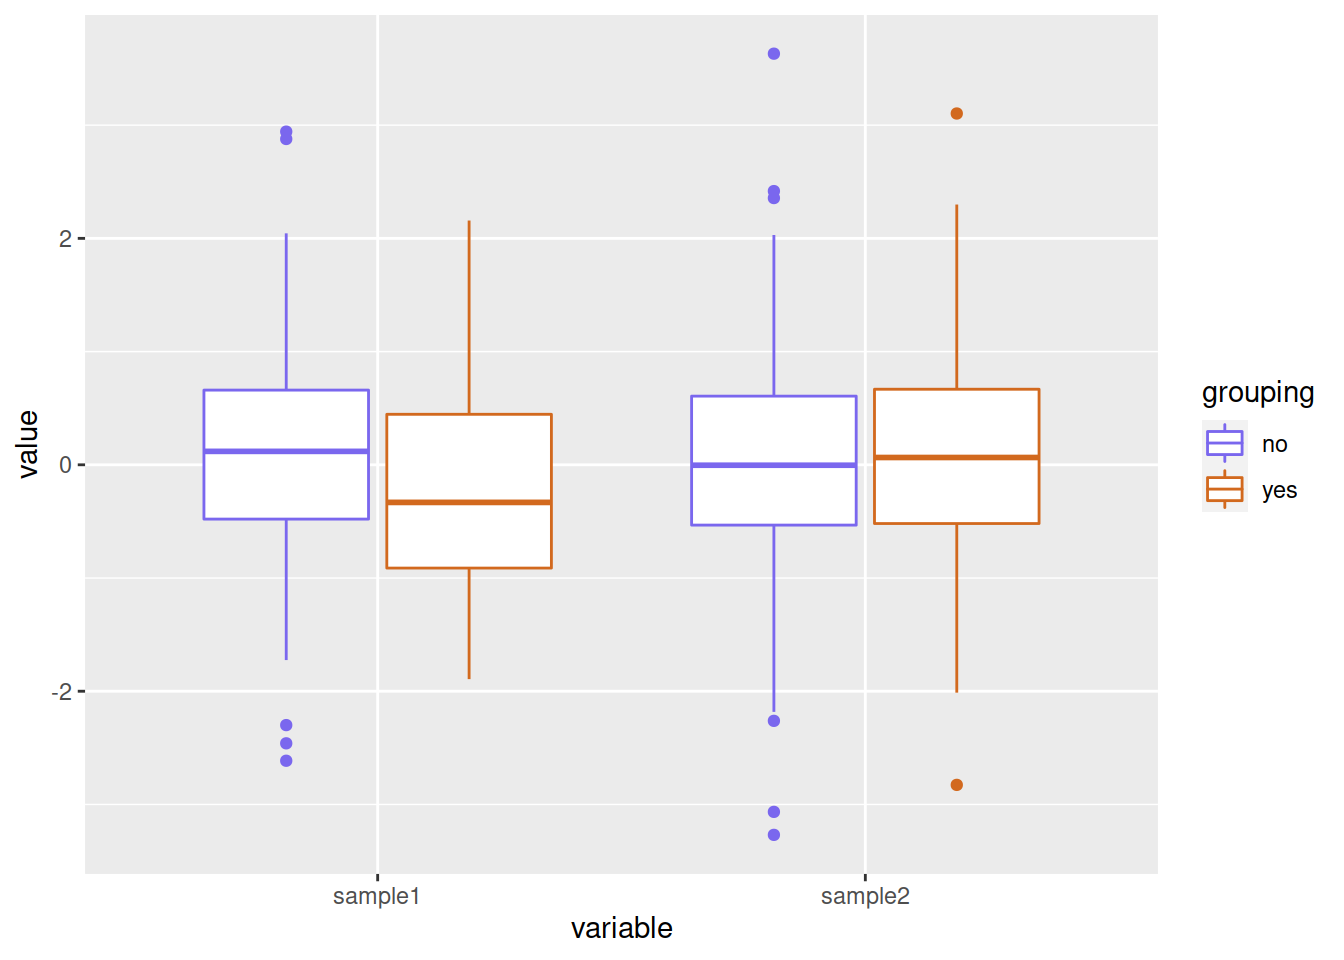 value
2
0
-2
sample1
sample2
variable
grouping
no
yes